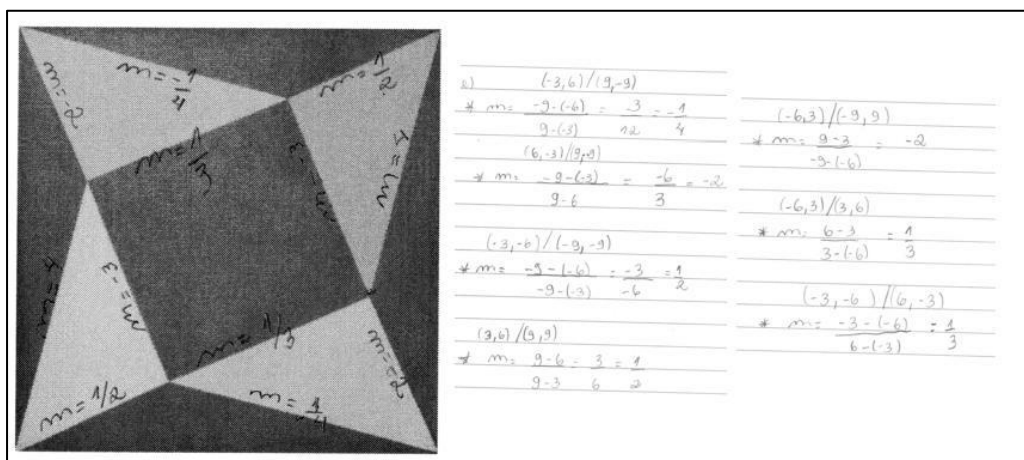 m=-2
m=-1/4
m=1/2
m=1/3
m=-3
m=4
m=-3
m=4
m=1/3
m=-2
m=1/2
m=-1/4
c) (-3,6)/(9,-9)
* m= -9-(-6) / 9-(-3) = -3/12 = -1/4
(6,-3)/(9,-9)
* m= -9-(-3) / 9-6 = -6/3 = -2
(-3,-6)/(-9,-9)
* m= -9-(-6) / -9-(-3) = -3/-6 = 1/2
(3,6)/(9,9)
* m= 9-6 / 9-3 = 3/6 = 1/2
(-6,3)/(-9,9)
* m= 9-3 / -9-(-6) = -2
(-6,3)/(3,6)
* m= 6-3 / 3-(-6) = 1/3
(-3,-6)/(6,-3)
* m= -3-(-6) / 6-(-3) = 1/3